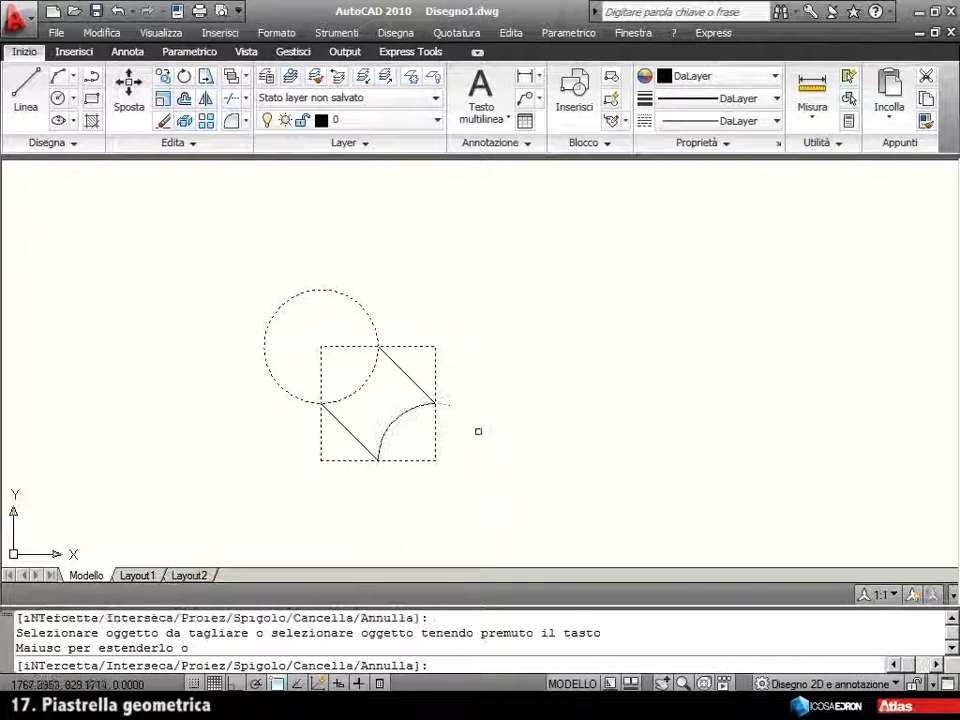 AutoCAD 2010 Disegno1.dwg
Digitare parola chiave o frase
File Modifica Visualizza Inserisci Formato Strumenti Disegna Quotatura Edita Parametrico Finestra ? Express
Inizio Inserisci Annota Parametrico Vista Gestisci Output Express Tools
Linea
Sposta
Stato layer non salvato
0
Testo
multilinea
Inserisci
DaLayer
DaLayer
DaLayer
Misura
Incolla
Disegna Edita Layer Annotazione Blocco Proprietà Utilità Appunti
Y
X
Modello Layout1 Layout2
1:1
[iNTercetta/Interseca/Proiez/Spigolo/Cancella/Annulla]:
Selezionare oggetto da tagliare o selezionare oggetto tenendo premuto il tasto
Maiusc per estenderlo o
[iNTercetta/Interseca/Proiez/Spigolo/Cancella/Annulla]:
MODELLO
Disegno 2D e annotazione
17. Piastrella geometrica
ICOSAEDRON
Atlas